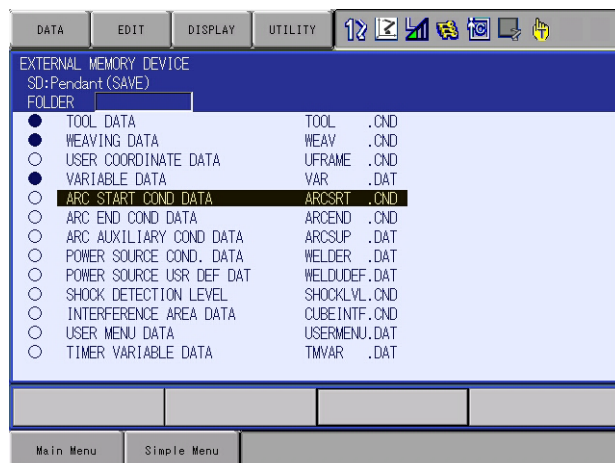 DATA EDIT DISPLAY UTILITY
EXTERNAL MEMORY DEVICE
SD:Pendant(SAVE)
FOLDER
TOOL DATA TOOL .CND
WEAVING DATA WEAV .CND
USER COORDINATE DATA UFRAME .CND
VARIABLE DATA VAR .DAT
ARC START COND DATA ARCSRT .CND
ARC END COND DATA ARCEND .CND
ARC AUXILIARY COND DATA ARCSUP .DAT
POWER SOURCE COND. DATA WELDER .DAT
POWER SOURCE USR DEF DAT WELDUDEF.DAT
SHOCK DETECTION LEVEL SHOCKLVL.CND
INTERFERENCE AREA DATA CUBEINTF.CND
USER MENU DATA USERMENU.DAT
TIMER VARIABLE DATA TMVAR .DAT
Main Menu Simple Menu